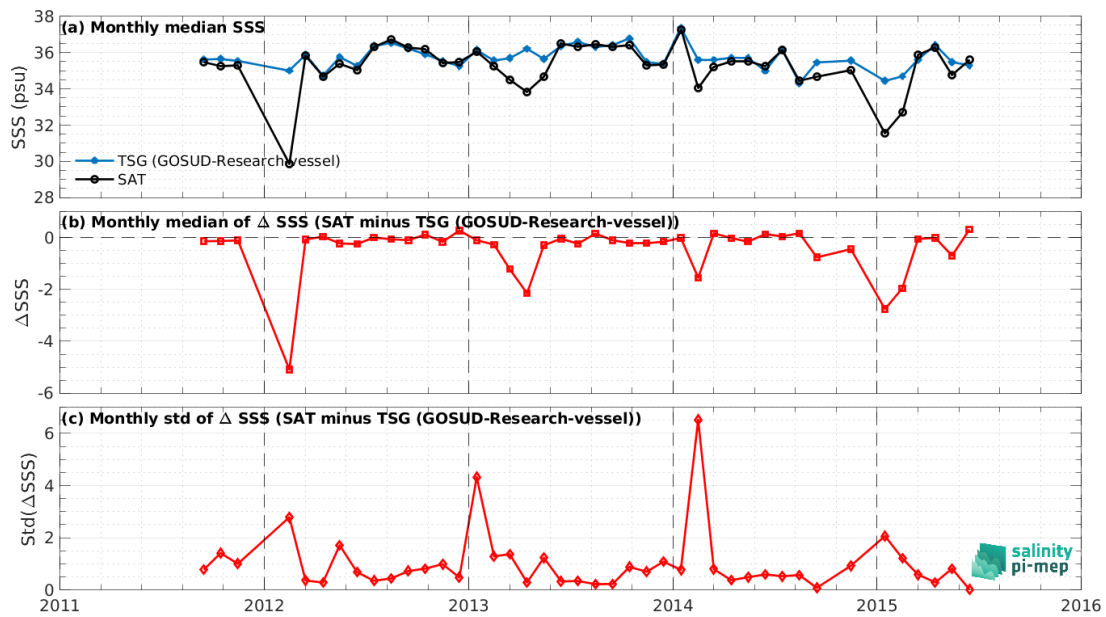 (a) Monthly median SSS
38
36
34
32
30
28
SSS (psu)
TSG (GOSUD-Research-vessel)
SAT
(b) Monthly median of Δ SSS (SAT minus TSG (GOSUD-Research-vessel))
0
-2
-4
-6
ΔSSS
(c) Monthly std of Δ SSS (SAT minus TSG (GOSUD-Research-vessel))
6
4
2
0
Std(ΔSSS)
2011 2012 2013 2014 2015 2016
salinity
pi-mep